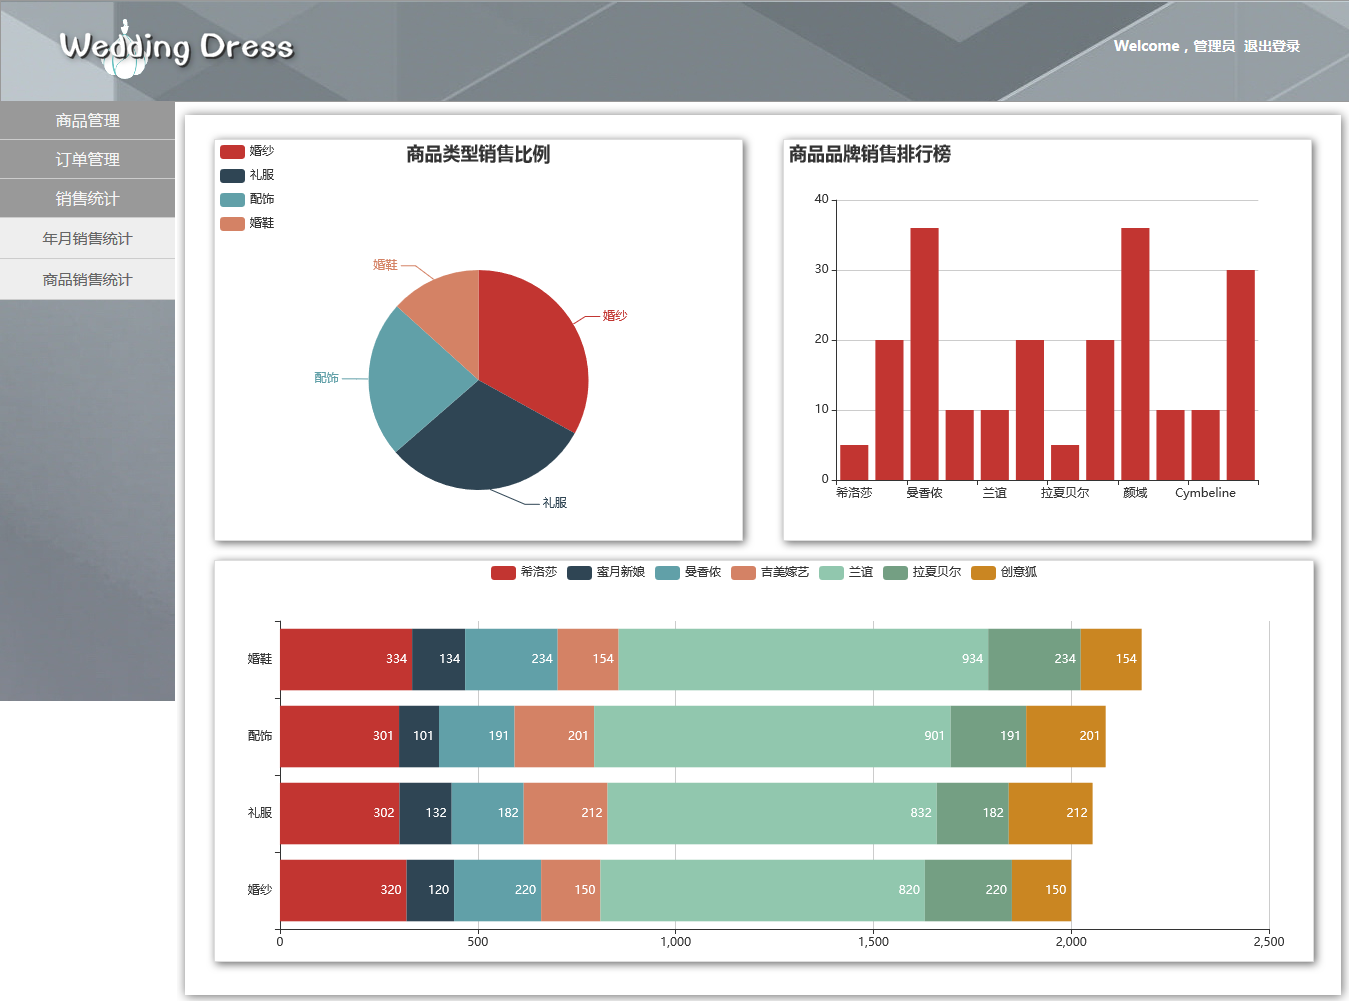 Wedding Dress
Welcome，管理员 退出登录
商品管理
订单管理
销售统计
年月销售统计
商品销售统计
商品类型销售比例
婚纱
礼服
配饰
婚鞋
婚鞋
婚纱
配饰
礼服
商品品牌销售排行榜
40
30
20
10
0
希洛莎 曼香侬 兰谊 拉夏贝尔 颜域 Cymbeline
希洛莎 蜜月新娘 曼香侬 吉美嫁艺 兰谊 拉夏贝尔 创意狐
婚鞋 334 134 234 154 934 234 154
配饰 301 101 191 201 901 191 201
礼服 302 132 182 212 832 182 212
婚纱 320 120 220 150 820 220 150
0 500 1,000 1,500 2,000 2,500